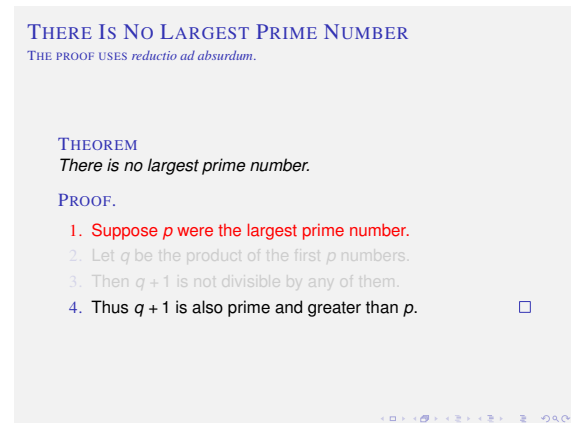 THERE IS NO LARGEST PRIME NUMBER
THE PROOF USES reductio ad absurdum.
THEOREM
There is no largest prime number.
PROOF.
1. Suppose p were the largest prime number.
2. Let q be the product of the first p numbers.
3. Then q + 1 is not divisible by any of them.
4. Thus q + 1 is also prime and greater than p.